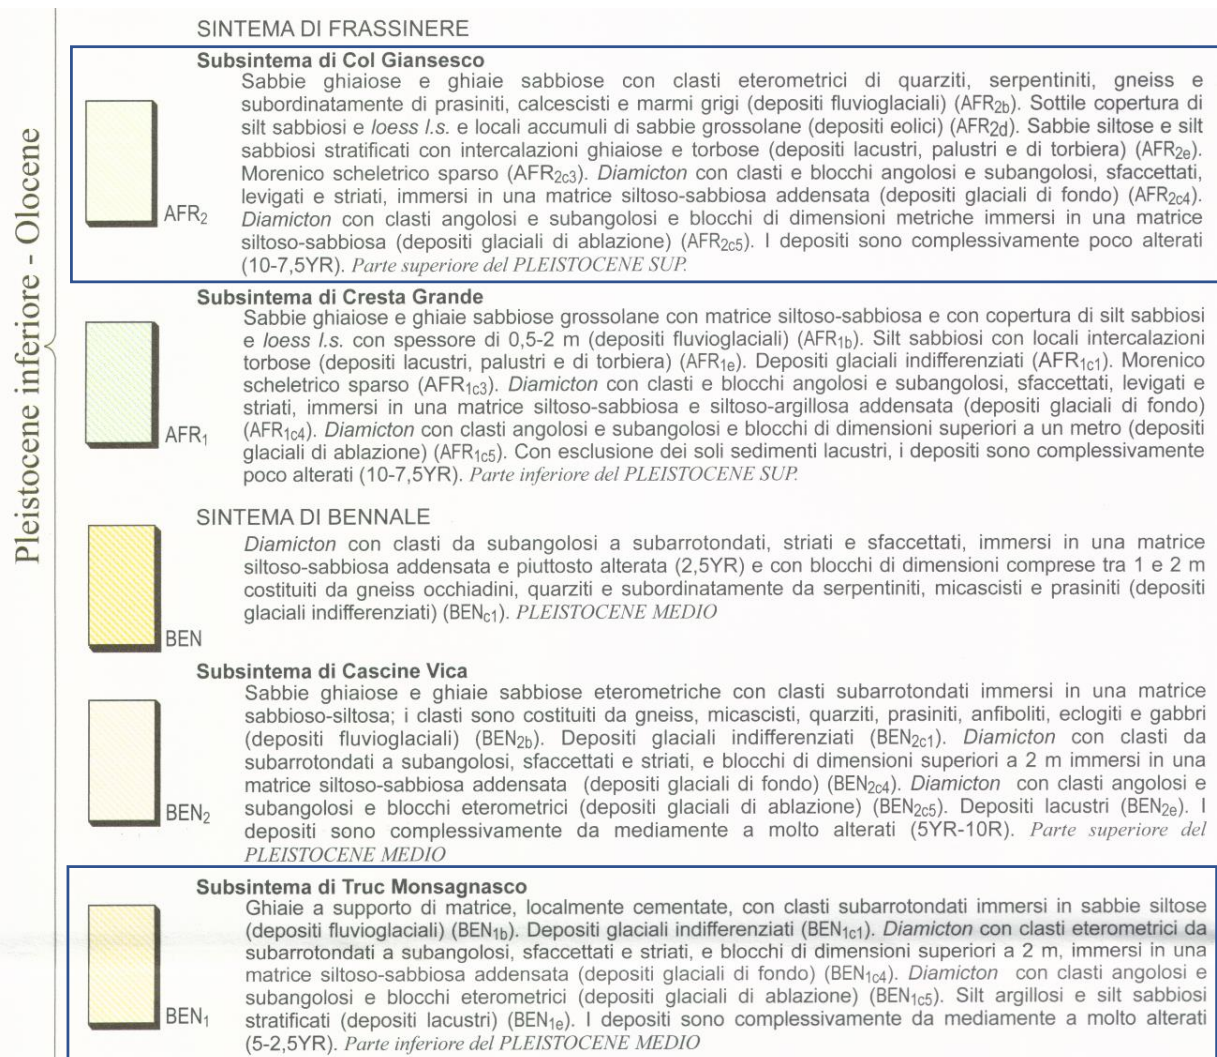 SINTEMA DI FRASSINERE
Subsintema di Col Giansesco
Sabbie ghiaiose e ghiaie sabbiose con clasti eterometrici di quarziti, serpentiniti, gneiss e
subordinatamente di prasiniti, calcescisti e marmi grigi (depositi fluvioglaciali) (AFR2b). Sottile copertura di
silt sabbiosi e loess l.s. e locali accumuli di sabbie grossolane (depositi eolici) (AFR2d). Sabbie siltose e silt
sabbiosi stratificati con intercalazioni ghiaiose e torbose (depositi lacustri, palustri e di torbiera) (AFR2e).
Morenico scheletrico sparso (AFR2c3). Diamicton con clasti e blocchi angolosi e subangolosi, sfaccettati,
levigati e striati, immersi in una matrice siltoso-sabbiosa addensata (depositi glaciali di fondo) (AFR2c4).
Diamicton con clasti angolosi e subangolosi e blocchi di dimensioni metriche immersi in una matrice
siltoso-sabbiosa (depositi glaciali di ablazione) (AFR2c5). I depositi sono complessivamente poco alterati
(10-7,5YR). Parte superiore del PLEISTOCENE SUP.
AFR2
Subsintema di Cresta Grande
Sabbie ghiaiose e ghiaie sabbiose grossolane con matrice siltoso-sabbiosa e con copertura di silt sabbiosi
e loess l.s. con spessore di 0,5-2 m (depositi fluvioglaciali) (AFR1b). Silt sabbiosi con locali intercalazioni
torbose (depositi lacustri, palustri e di torbiera) (AFR1e). Depositi glaciali indifferenziati (AFR1c1). Morenico
scheletrico sparso (AFR1c3). Diamicton con clasti e blocchi angolosi e subangolosi, sfaccettati, levigati e
striati, immersi in una matrice siltoso-sabbiosa e siltoso-argillosa addensata (depositi glaciali di fondo)
(AFR1c4). Diamicton con clasti angolosi e subangolosi e blocchi di dimensioni superiori a un metro (depositi
glaciali di ablazione) (AFR1c5). Con esclusione dei soli sedimenti lacustri, i depositi sono complessivamente
poco alterati (10-7,5YR). Parte inferiore del PLEISTOCENE SUP.
AFR1
Pleistocene inferiore - Olocene
SINTEMA DI BENNALE
Diamicton con clasti da subangolosi a subarrotondati, striati e sfaccettati, immersi in una matrice
siltoso-sabbiosa addensata e piuttosto alterata (2,5YR) e con blocchi di dimensioni comprese tra 1 e 2 m
costituiti da gneiss occhiadini, quarziti e subordinatamente da serpentiniti, micascisti e prasiniti (depositi
glaciali indifferenziati) (BENc1). PLEISTOCENE MEDIO
BEN
Subsintema di Cascine Vica
Sabbie ghiaiose e ghiaie sabbiose eterometriche con clasti subarrotondati immersi in una matrice
sabbioso-siltosa; i clasti sono costituiti da gneiss, micascisti, quarziti, prasiniti, anfiboliti, eclogiti e gabbri
(depositi fluvioglaciali) (BEN2b). Depositi glaciali indifferenziati (BEN2c1). Diamicton con clasti da
subarrotondati a subangolosi, sfaccettati e striati, e blocchi di dimensioni superiori a 2 m immersi in una
matrice siltoso-sabbiosa addensata (depositi glaciali di fondo) (BEN2c4). Diamicton con clasti angolosi e
subangolosi e blocchi eterometrici (depositi glaciali di ablazione) (BEN2c5). Depositi lacustri (BEN2e). I
depositi sono complessivamente da mediamente a molto alterati (5YR-10R). Parte superiore del
PLEISTOCENE MEDIO
BEN2
Subsintema di Truc Monsagnasco
Ghiaie a supporto di matrice, localmente cementate, con clasti subarrotondati immersi in sabbie siltose
(depositi fluvioglaciali) (BEN1b). Depositi glaciali indifferenziati (BEN1c1). Diamicton con clasti eterometrici da
subarrotondati a subangolosi, sfaccettati e striati, e blocchi di dimensioni superiori a 2 m, immersi in una
matrice siltoso-sabbiosa addensata (depositi glaciali di fondo) (BEN1c4). Diamicton con clasti angolosi e
subangolosi e blocchi eterometrici (depositi glaciali di ablazione) (BEN1c5). Silt argillosi e silt sabbiosi
stratificati (depositi lacustri) (BEN1e). I depositi sono complessivamente da mediamente a molto alterati
(5-2,5YR). Parte inferiore del PLEISTOCENE MEDIO
BEN1